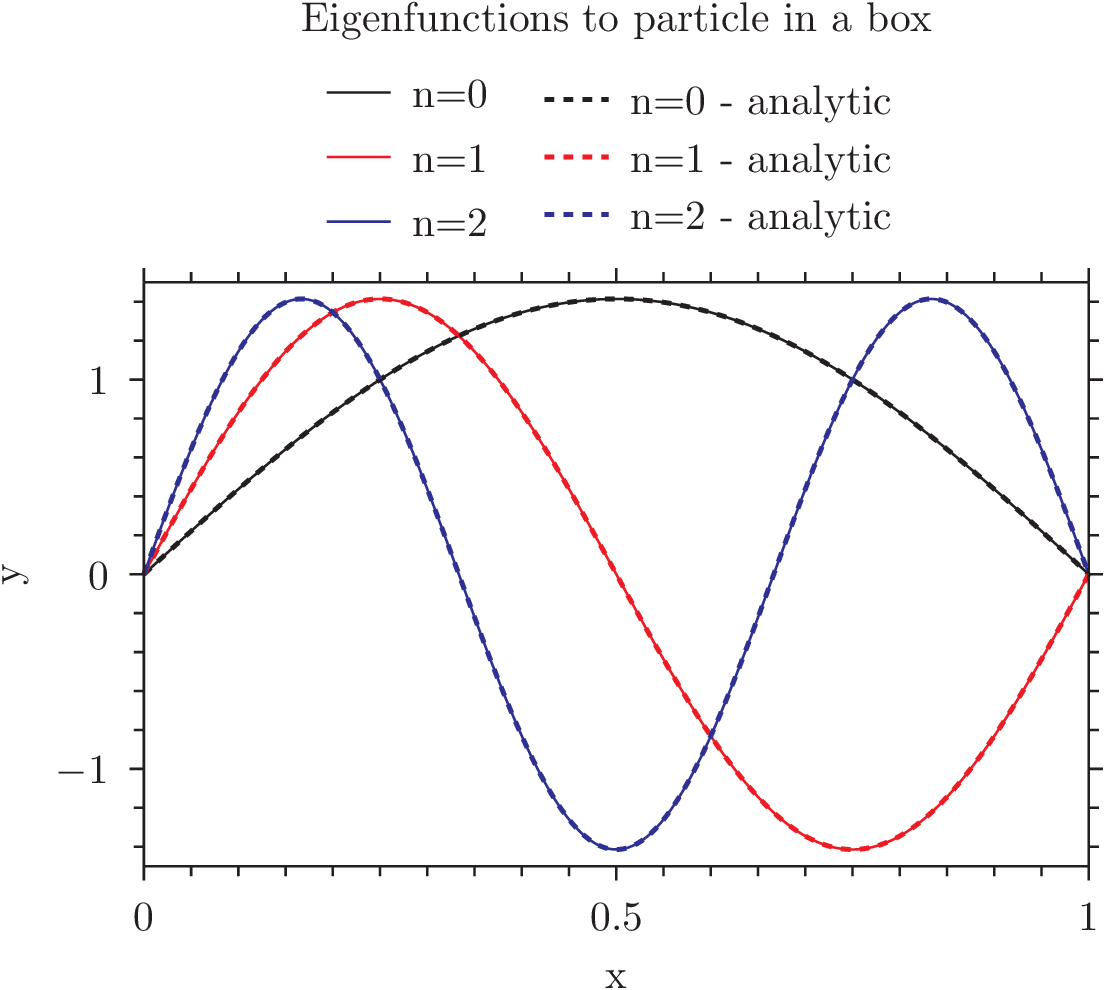 Eigenfunctions to particle in a box
n=0 n=0 - analytic
n=1 n=1 - analytic
n=2 n=2 - analytic
1
0
−1
y
0 0.5 1
x